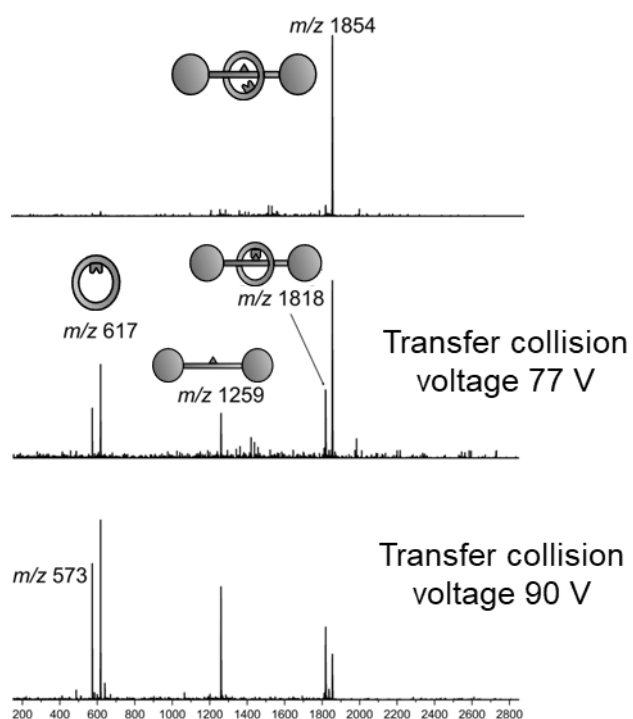 m/z 1854
m/z 617
m/z 1818
m/z 1259
Transfer collision
voltage 77 V
m/z 573
Transfer collision
voltage 90 V
200 400 600 800 1000 1200 1400 1600 1800 2000 2200 2400 2600 2800